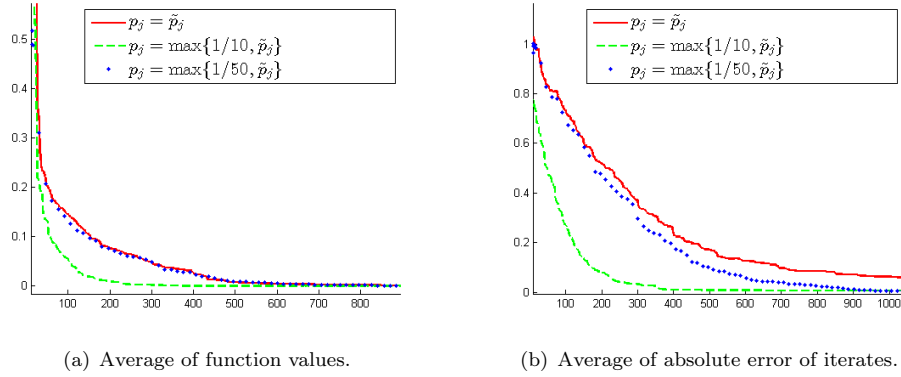 p_j = p̃_j
p_j = max{1/10, p̃_j}
p_j = max{1/50, p̃_j}
0.5
0.4
0.3
0.2
0.1
0
100 200 300 400 500 600 700 800
(a) Average of function values.
p_j = p̃_j
p_j = max{1/10, p̃_j}
p_j = max{1/50, p̃_j}
1
0.8
0.6
0.4
0.2
0
100 200 300 400 500 600 700 800 900 1000
(b) Average of absolute error of iterates.